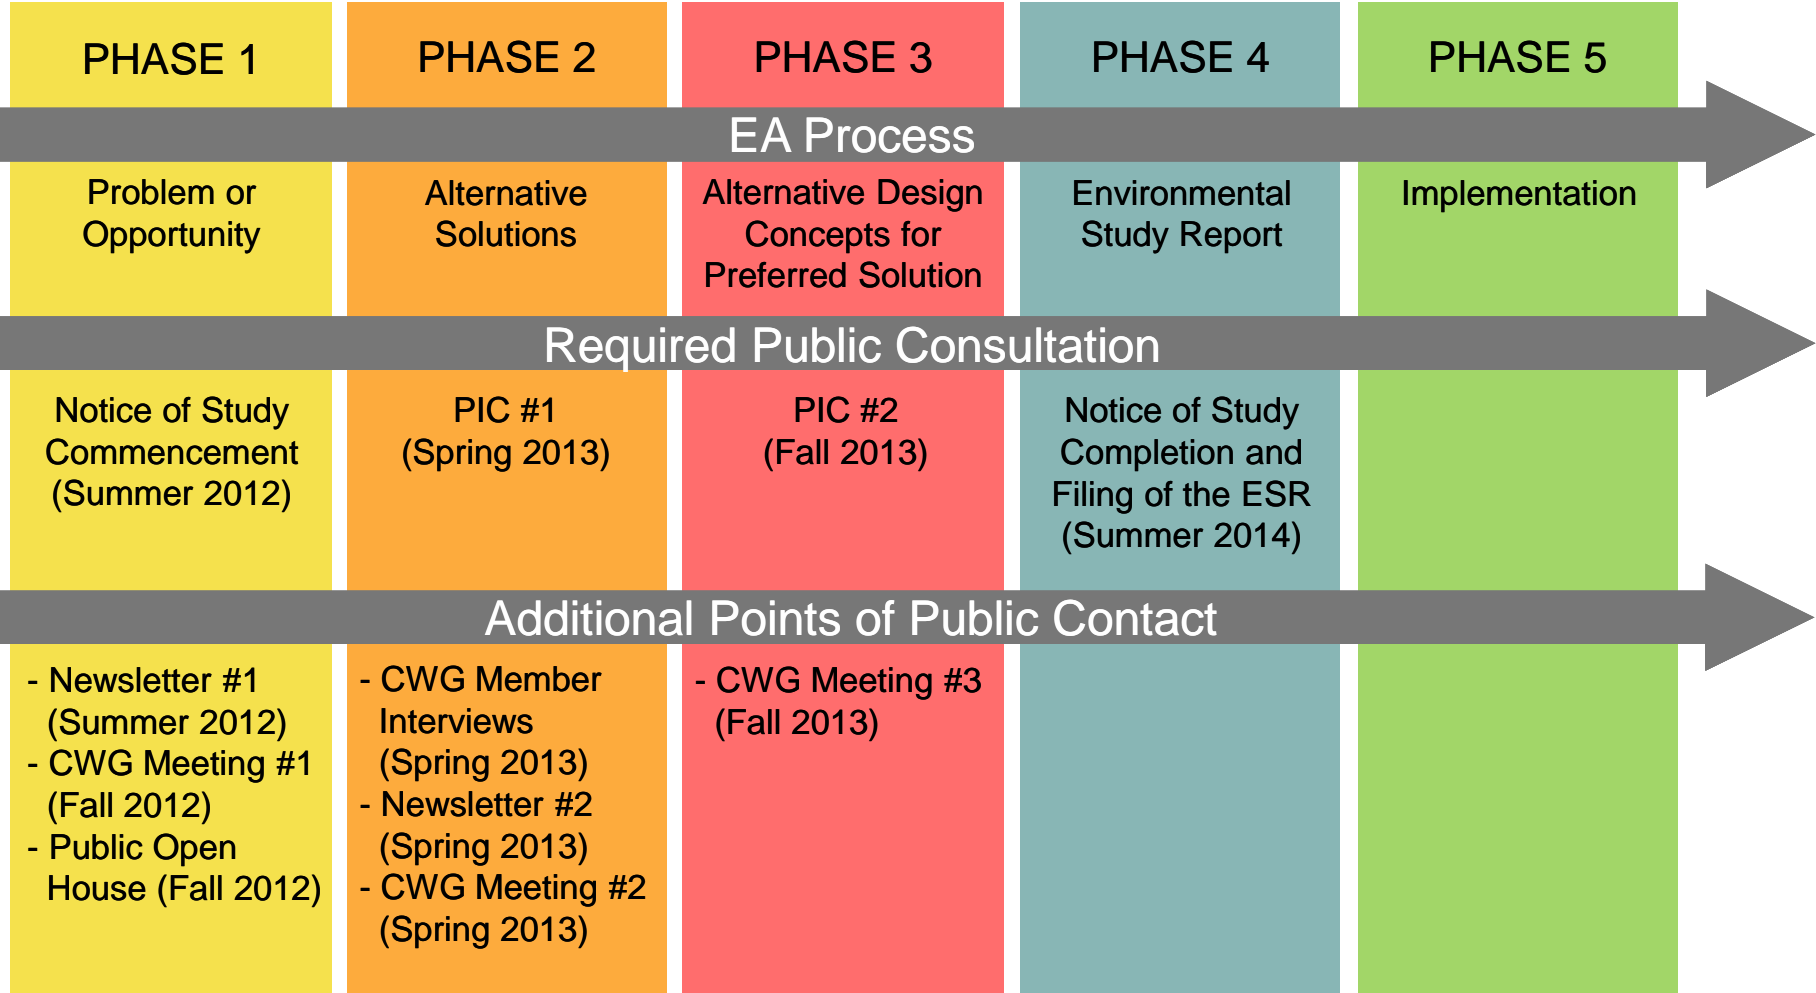 PHASE 1
PHASE 2
PHASE 3
PHASE 4
PHASE 5
EA Process
Problem or
Opportunity
Alternative
Solutions
Alternative Design
Concepts for
Preferred Solution
Environmental
Study Report
Implementation
Required Public Consultation
Notice of Study
Commencement
(Summer 2012)
PIC #1
(Spring 2013)
PIC #2
(Fall 2013)
Notice of Study
Completion and
Filing of the ESR
(Summer 2014)
Additional Points of Public Contact
- Newsletter #1
(Summer 2012)
- CWG Meeting #1
(Fall 2012)
- Public Open
House (Fall 2012)
- CWG Member
Interviews
(Spring 2013)
- Newsletter #2
(Spring 2013)
- CWG Meeting #2
(Spring 2013)
- CWG Meeting #3
(Fall 2013)